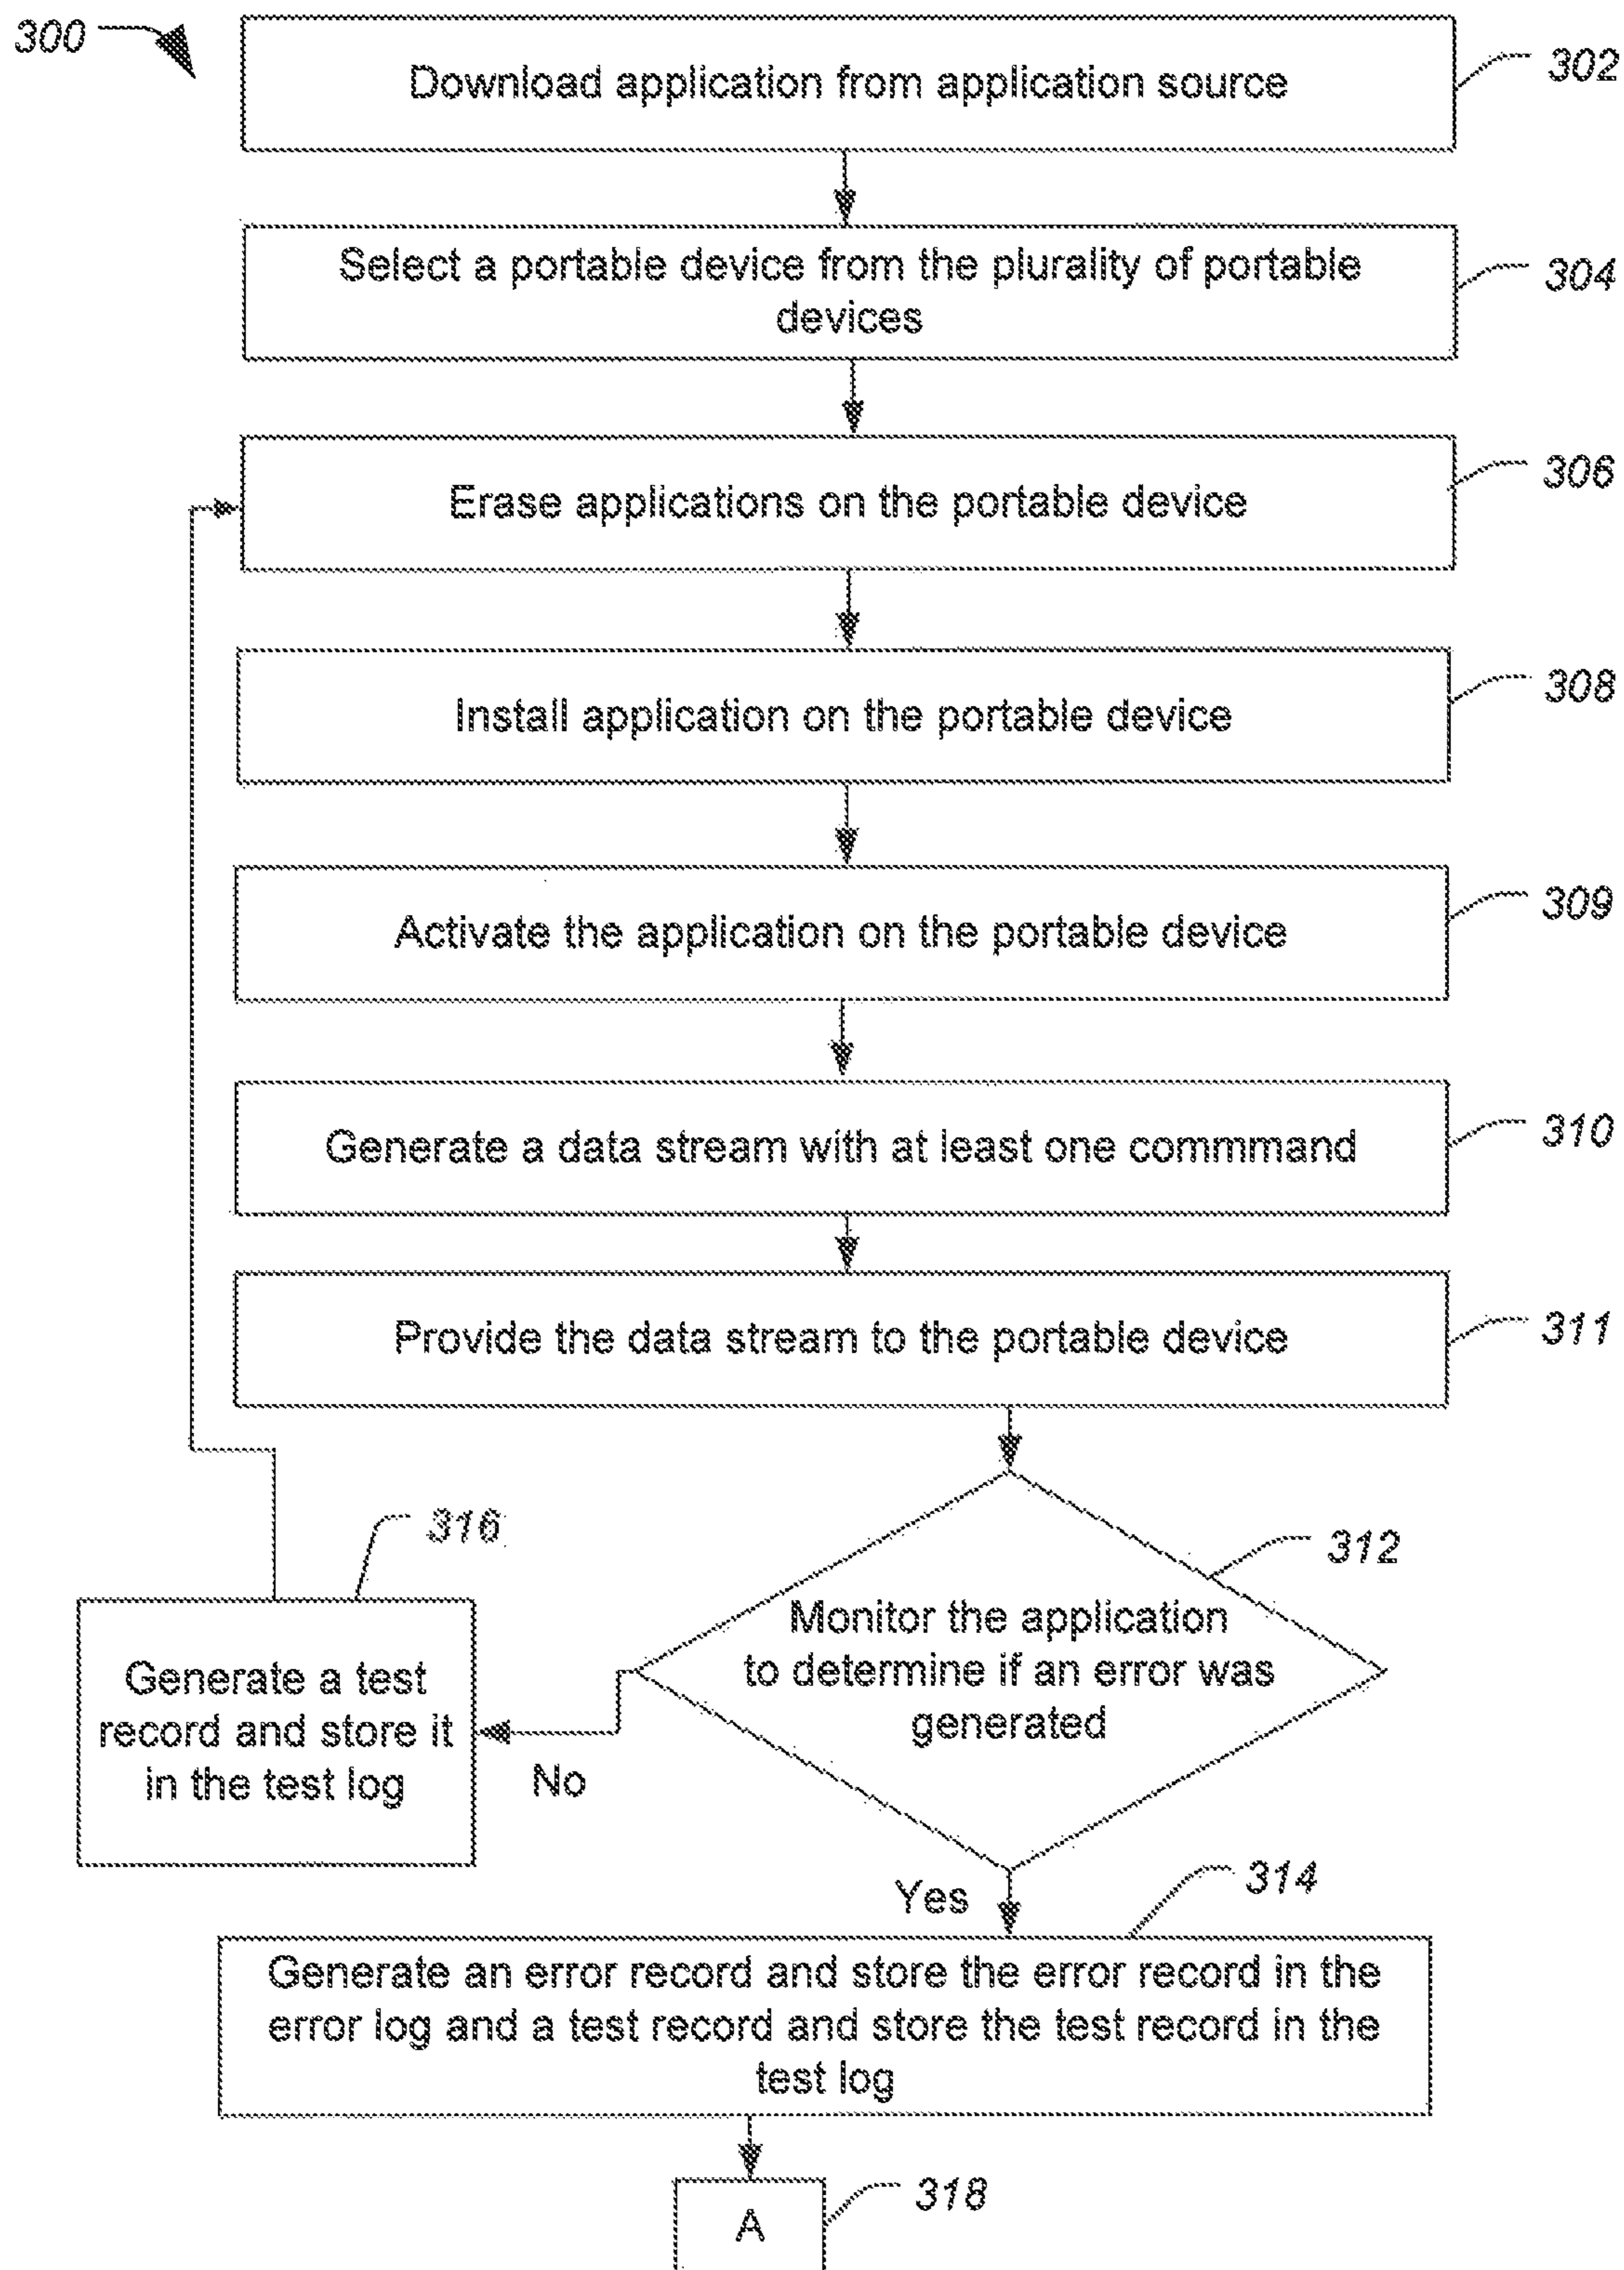 300
Download application from application source
302
Select a portable device from the plurality of portable
devices
304
Erase applications on the portable device
306
Install application on the portable device
308
Activate the application on the portable device
309
Generate a data stream with at least one commmand
310
Provide the data stream to the portable device
311
316
312
Monitor the application
to determine if an error was
generated
Generate a test
record and store it
in the test log
No
Yes
314
Generate an error record and store the error record in the
error log and a test record and store the test record in the
test log
A
318